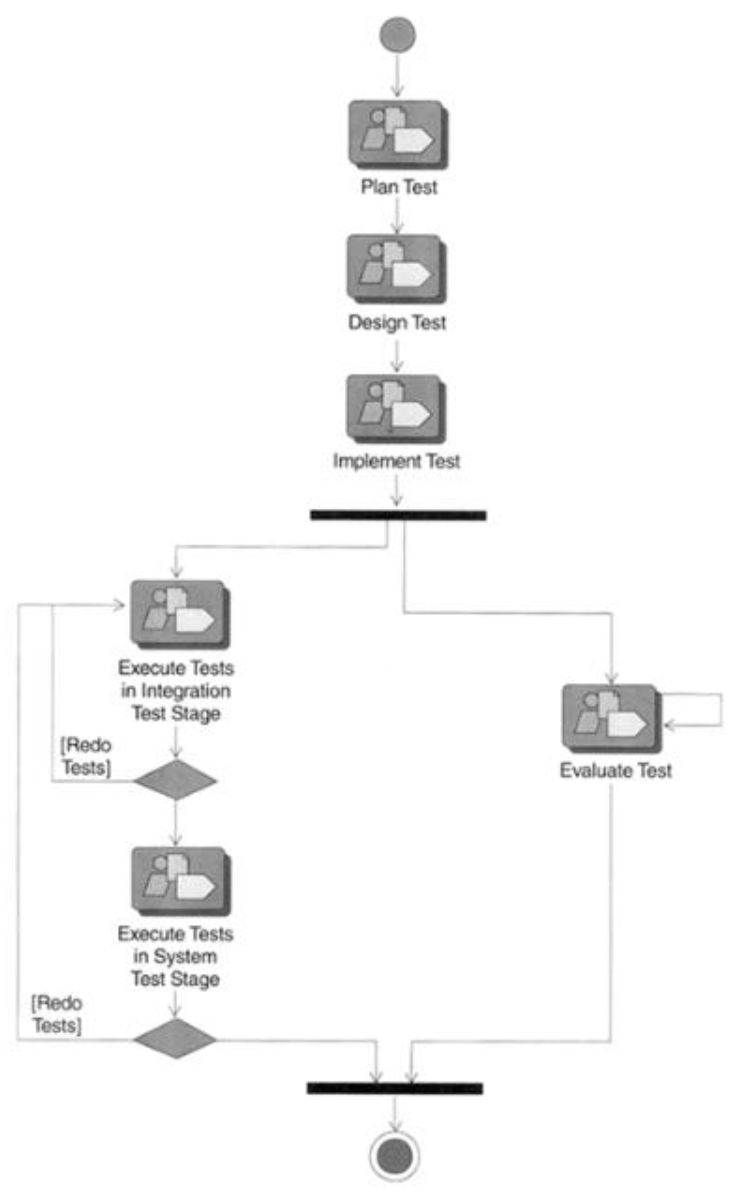 Plan Test
Design Test
Implement Test
Execute Tests
in Integration
Test Stage
[Redo
Tests]
Evaluate Test
Execute Tests
in System
Test Stage
[Redo
Tests]